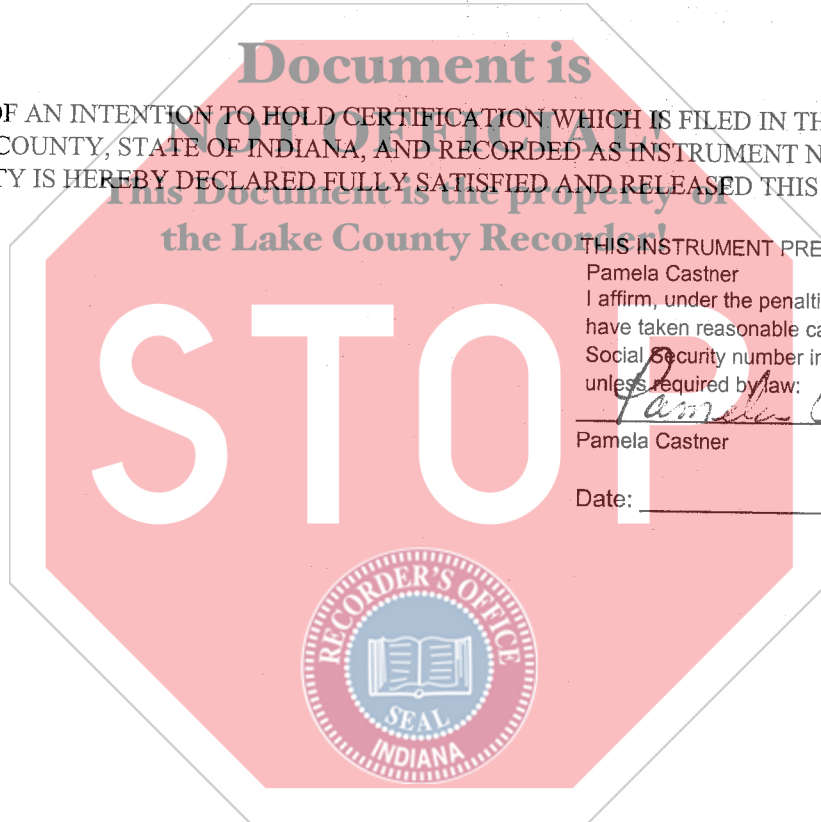 Document is
OF AN INTENTION TO HOLD CERTIFICATION WHICH IS FILED IN TH
NOT OFFICIAL!
COUNTY, STATE OF INDIANA, AND RECORDED AS INSTRUMENT N
TY IS HEREBY DECLARED FULLY SATISFIED AND RELEASED THIS
This Document is the property of
the Lake County Recorder!
THIS INSTRUMENT PRE
Pamela Castner
I affirm, under the penalti
have taken reasonable ca
Social Security number in
unless required by law:
Pamela C
Pamela Castner
Date:
STOP
RECORDER'S OFFICE
SEAL
INDIANA